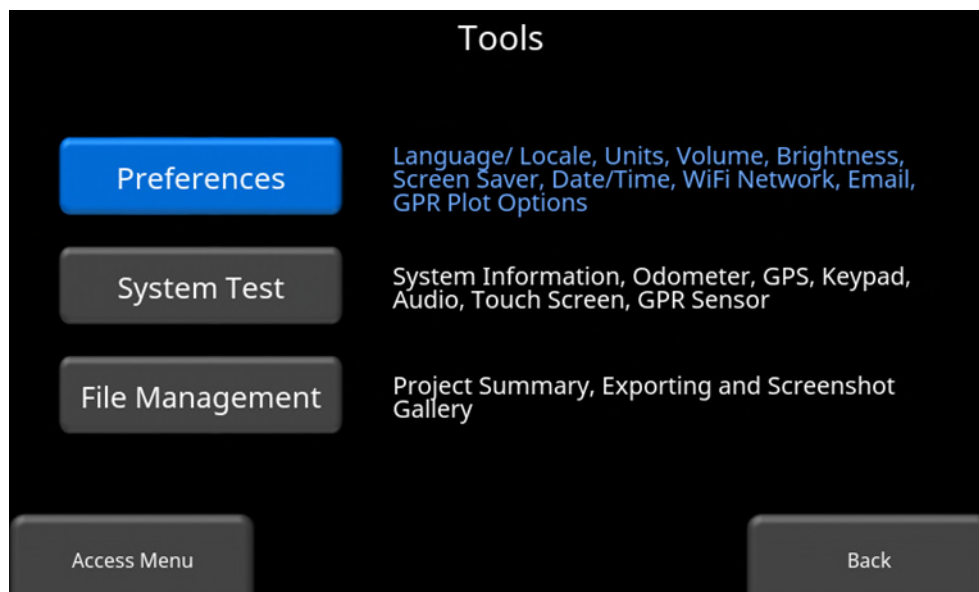 Tools
Preferences
Language/ Locale, Units, Volume, Brightness,
Screen Saver, Date/Time, WiFi Network, Email,
GPR Plot Options
System Test
System Information, Odometer, GPS, Keypad,
Audio, Touch Screen, GPR Sensor
File Management
Project Summary, Exporting and Screenshot
Gallery
Access Menu
Back